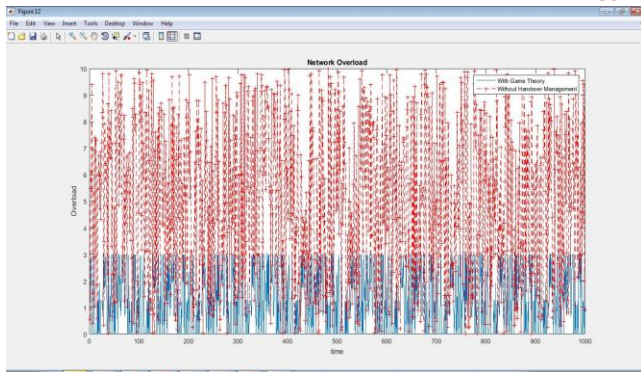 Figure 12
File Edit View Insert Tools Desktop Window Help
Network Overload
With Game Theory
Without Handover Management
10
9
8
7
6
5
4
3
2
1
0
Overload
0 100 200 300 400 500 600 700 800 900 1000
time